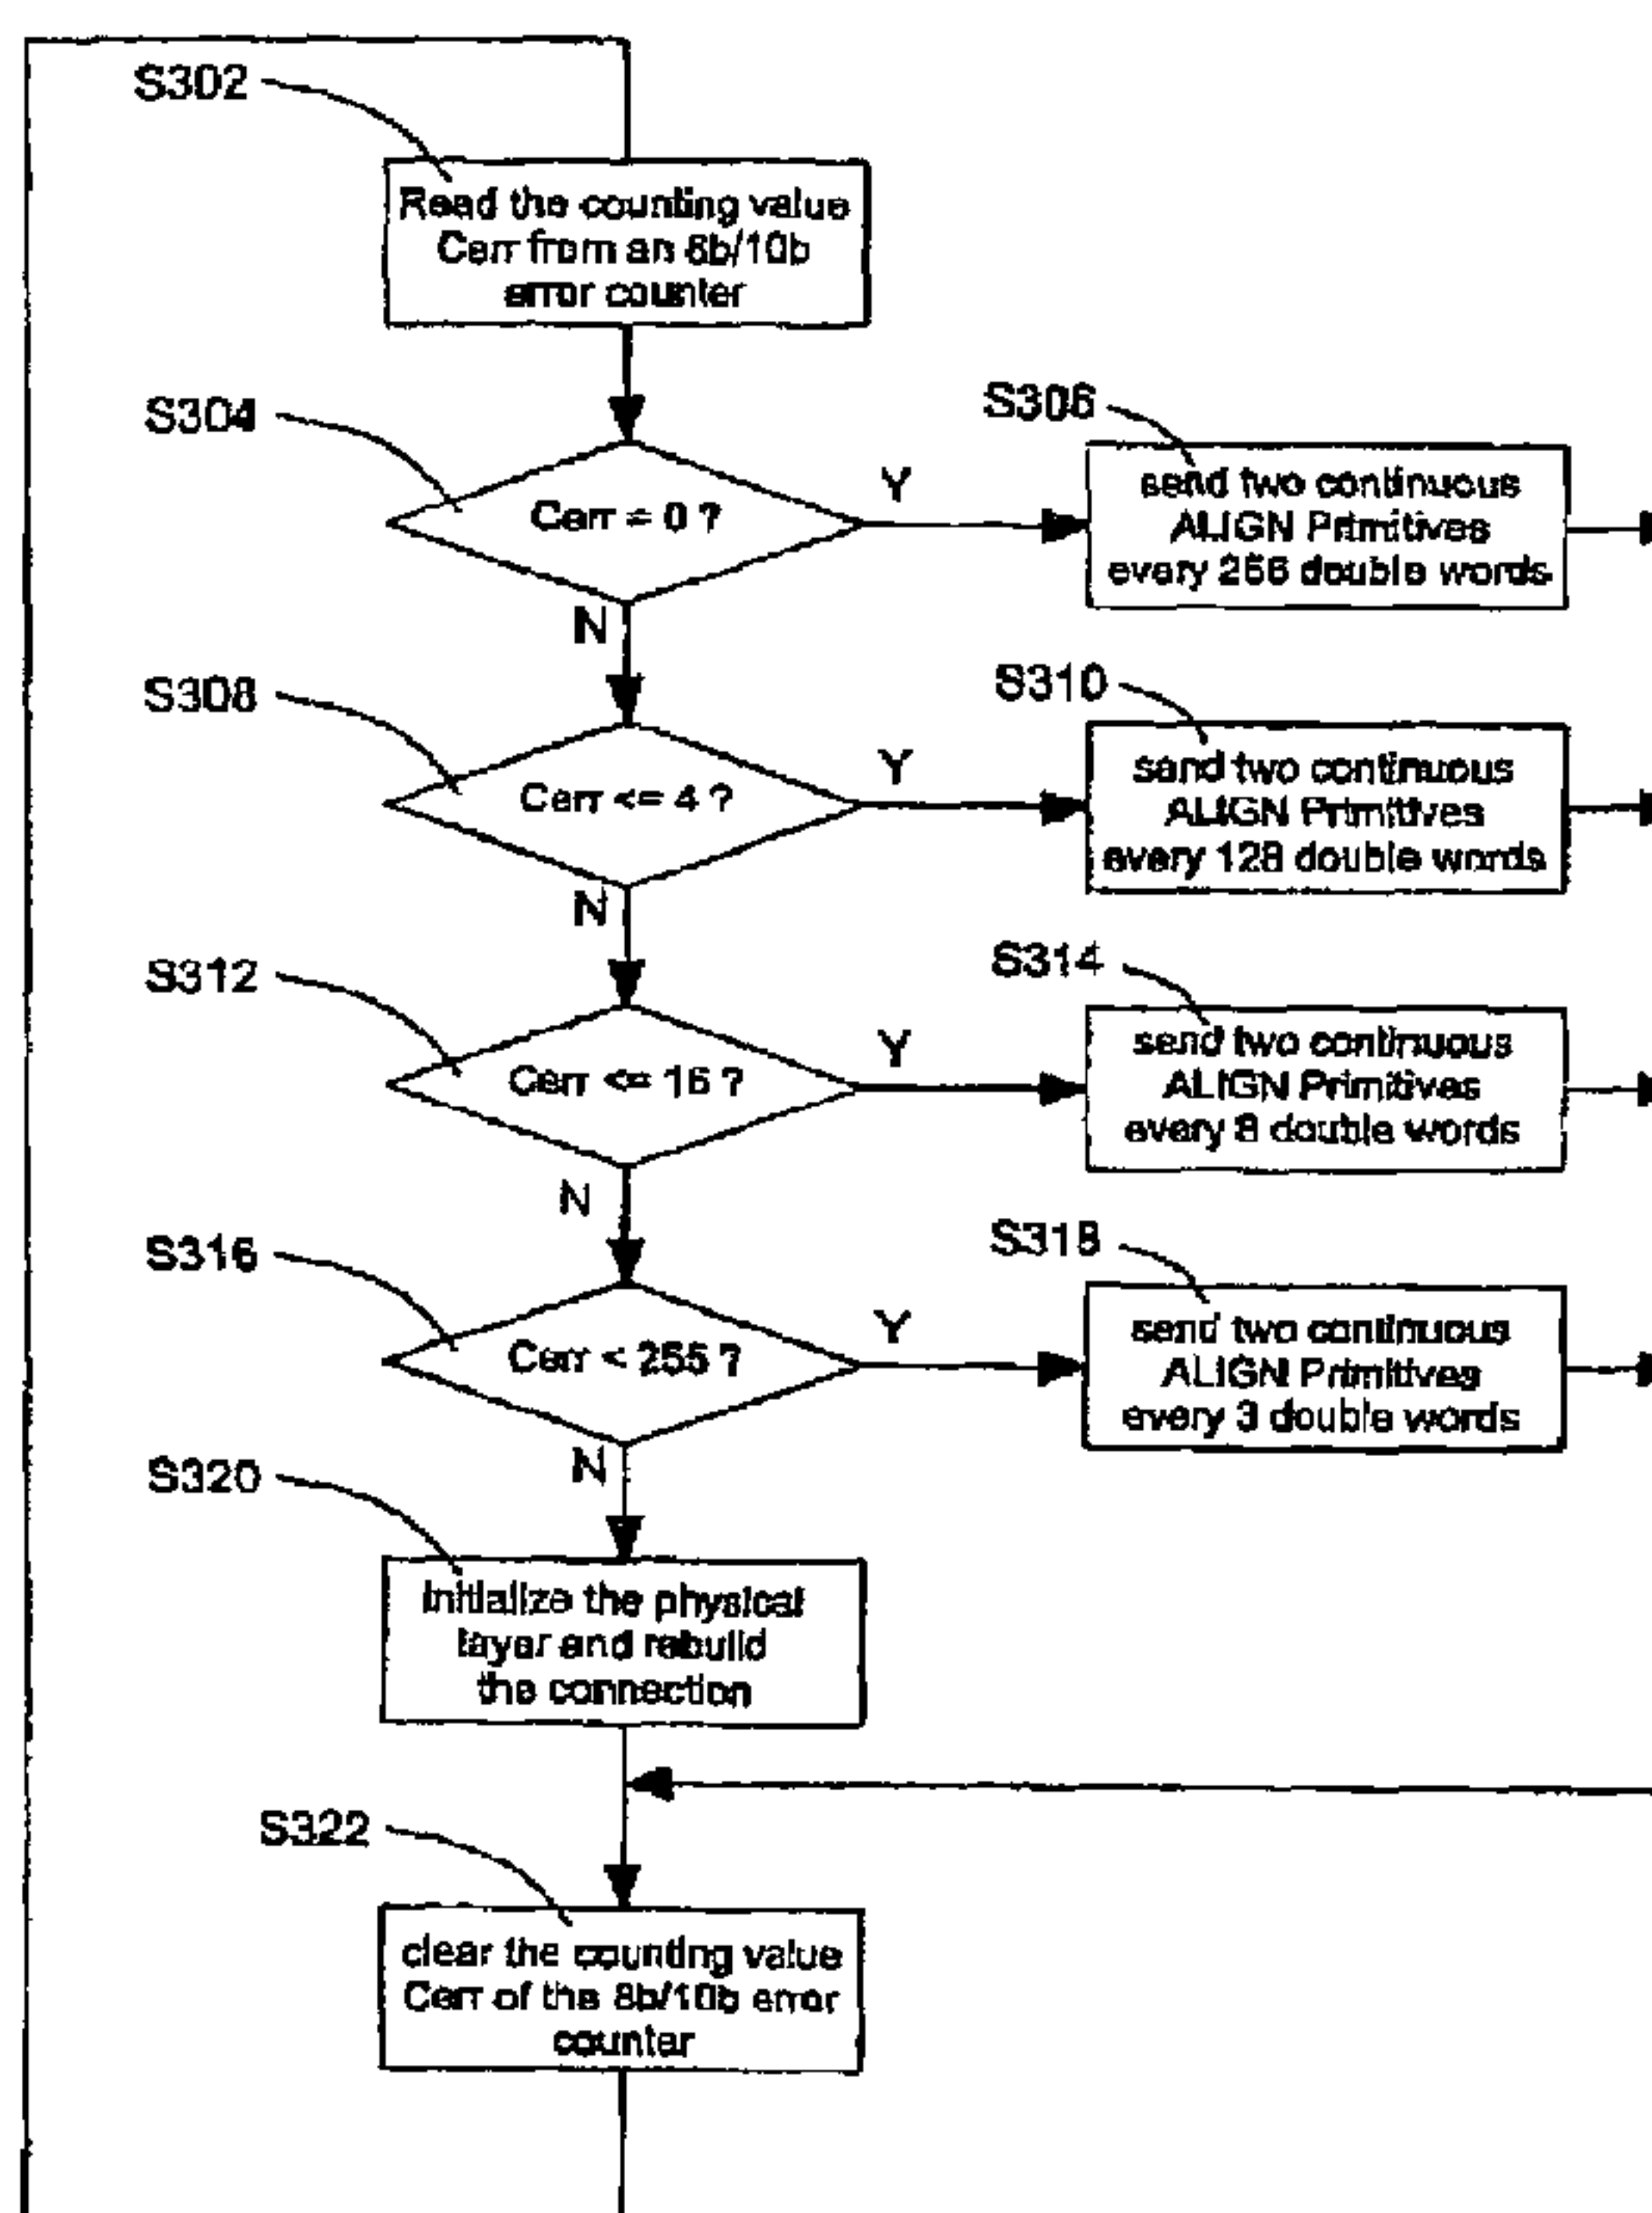 S302
Read the counting value
Cerr from an 8b/10b
error counter
S304
Cerr = 0 ?
Y
N
S306
send two continuous
ALIGN Primitives
every 256 double words
S308
Cerr <= 4 ?
Y
N
S310
send two continuous
ALIGN Primitives
every 128 double words
S312
Cerr <= 16 ?
Y
N
S314
send two continuous
ALIGN Primitives
every 8 double words
S316
Cerr < 255 ?
Y
N
S318
send two continuous
ALIGN Primitives
every 3 double words
S320
Initialize the physical
layer and rebuild
the connection
S322
clear the counting value
Cerr of the 8b/10b error
counter